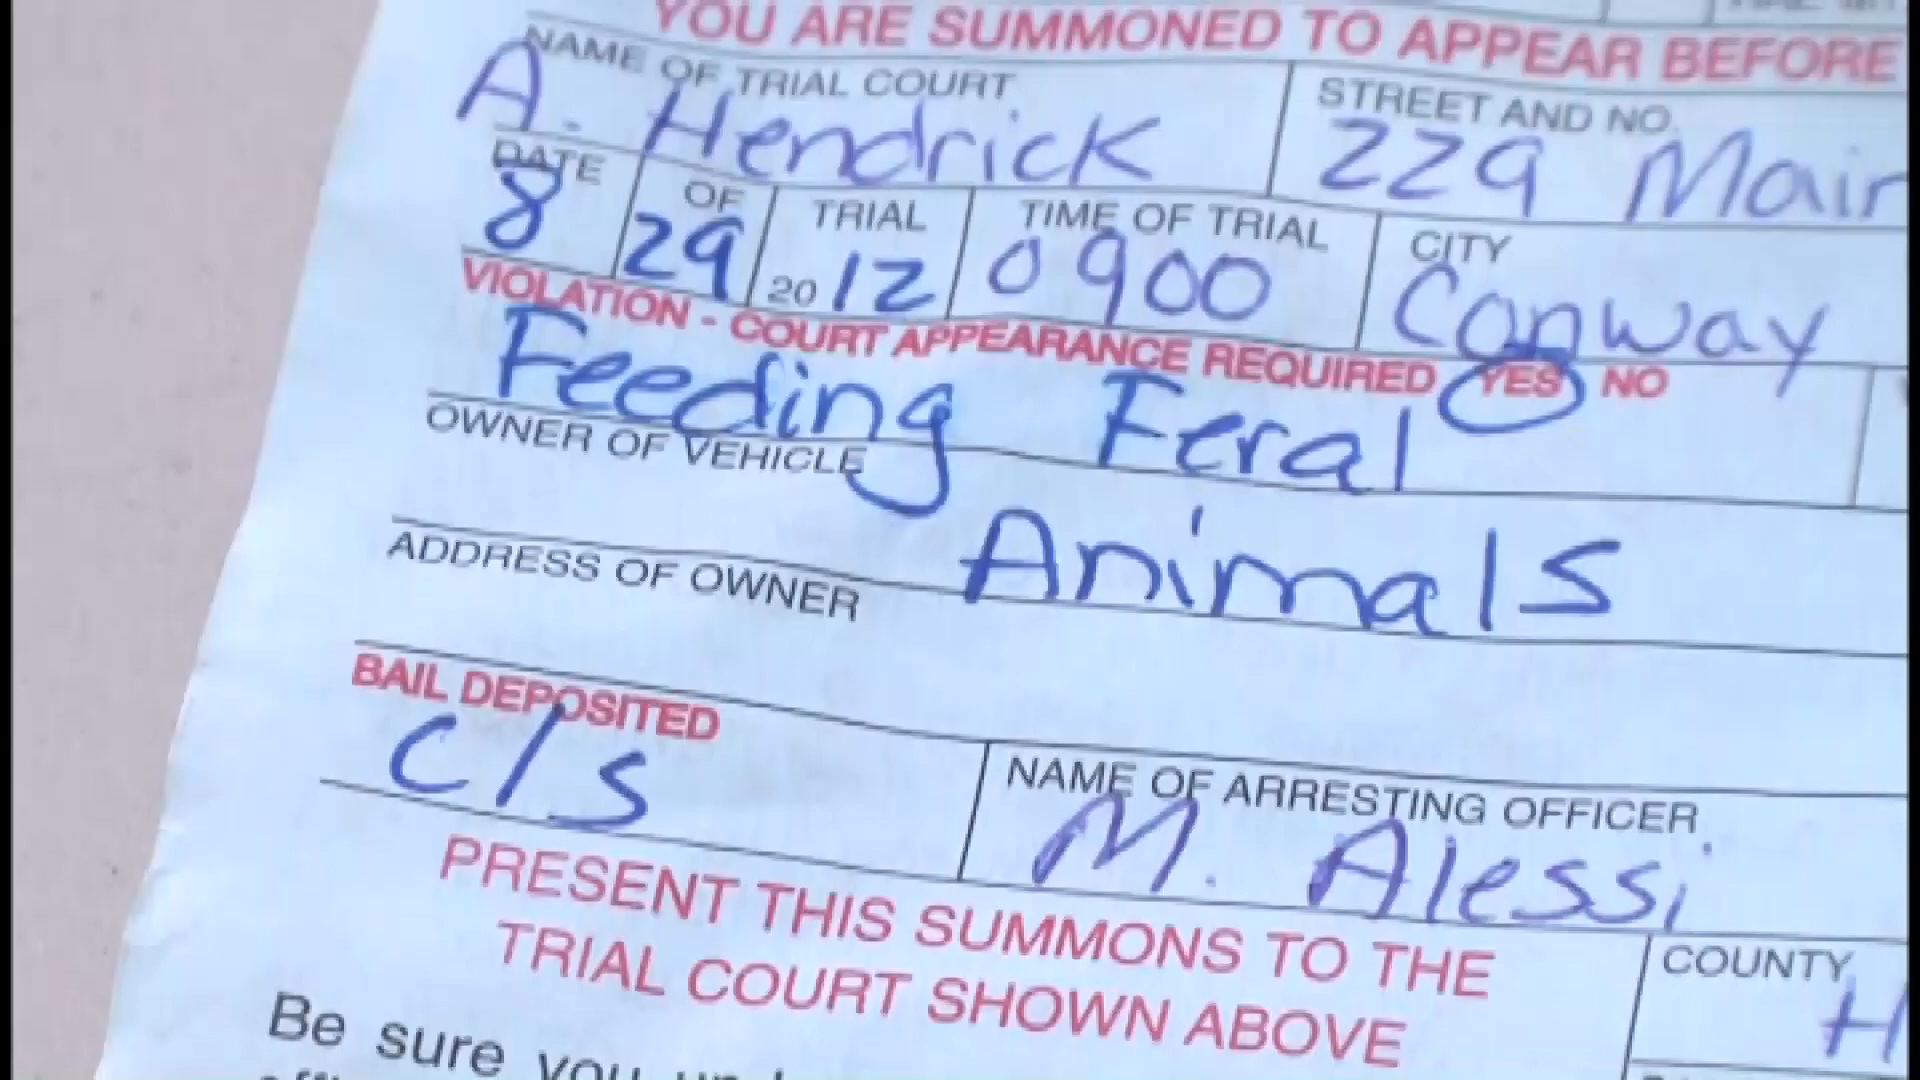 YOU ARE SUMMONED TO APPEAR BEFORE
NAME OF TRIAL COURT
A. Hendrick
STREET AND NO.
229 Main
DATE OF TRIAL
8 29 2012
TIME OF TRIAL
0900
CITY
Conway
VIOLATION - COURT APPEARANCE REQUIRED YES NO
Feeding Feral
Animals
OWNER OF VEHICLE
ADDRESS OF OWNER
BAIL DEPOSITED
C/S
NAME OF ARRESTING OFFICER
M. Alessi
PRESENT THIS SUMMONS TO THE
TRIAL COURT SHOWN ABOVE
COUNTY
H
Be sure you